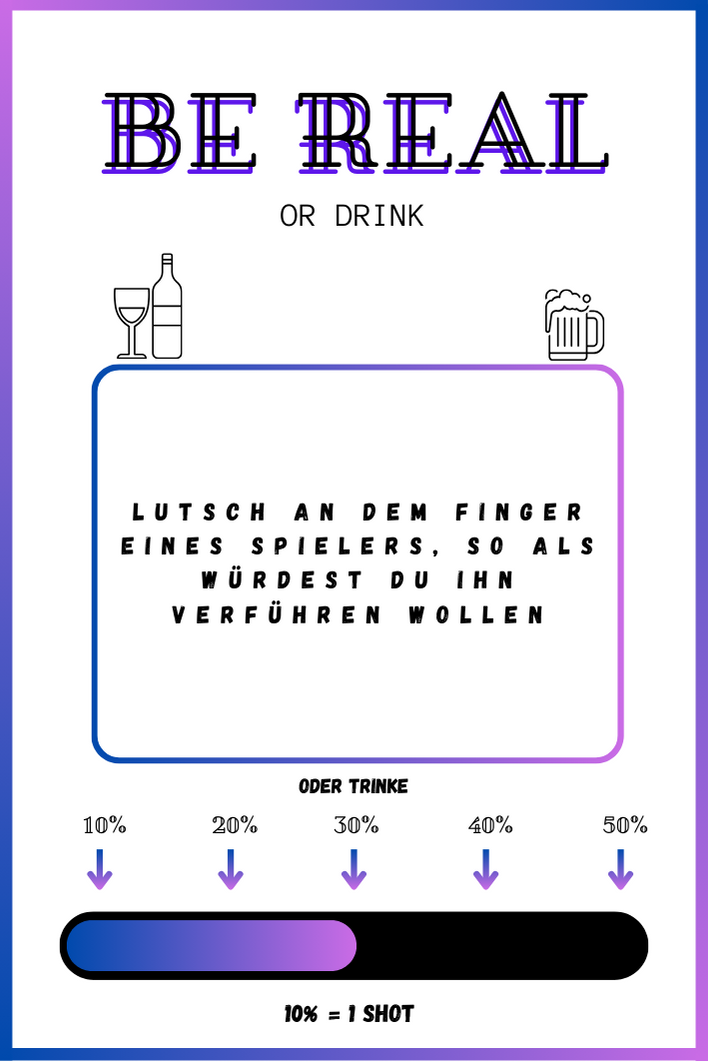 BE REAL
OR DRINK
LUTSCH AN DEM FINGER
EINES SPIELERS, SO ALS
WÜRDEST DU IHN
VERFÜHREN WOLLEN
ODER TRINKE
10% 20% 30% 40% 50%
10% = 1 SHOT